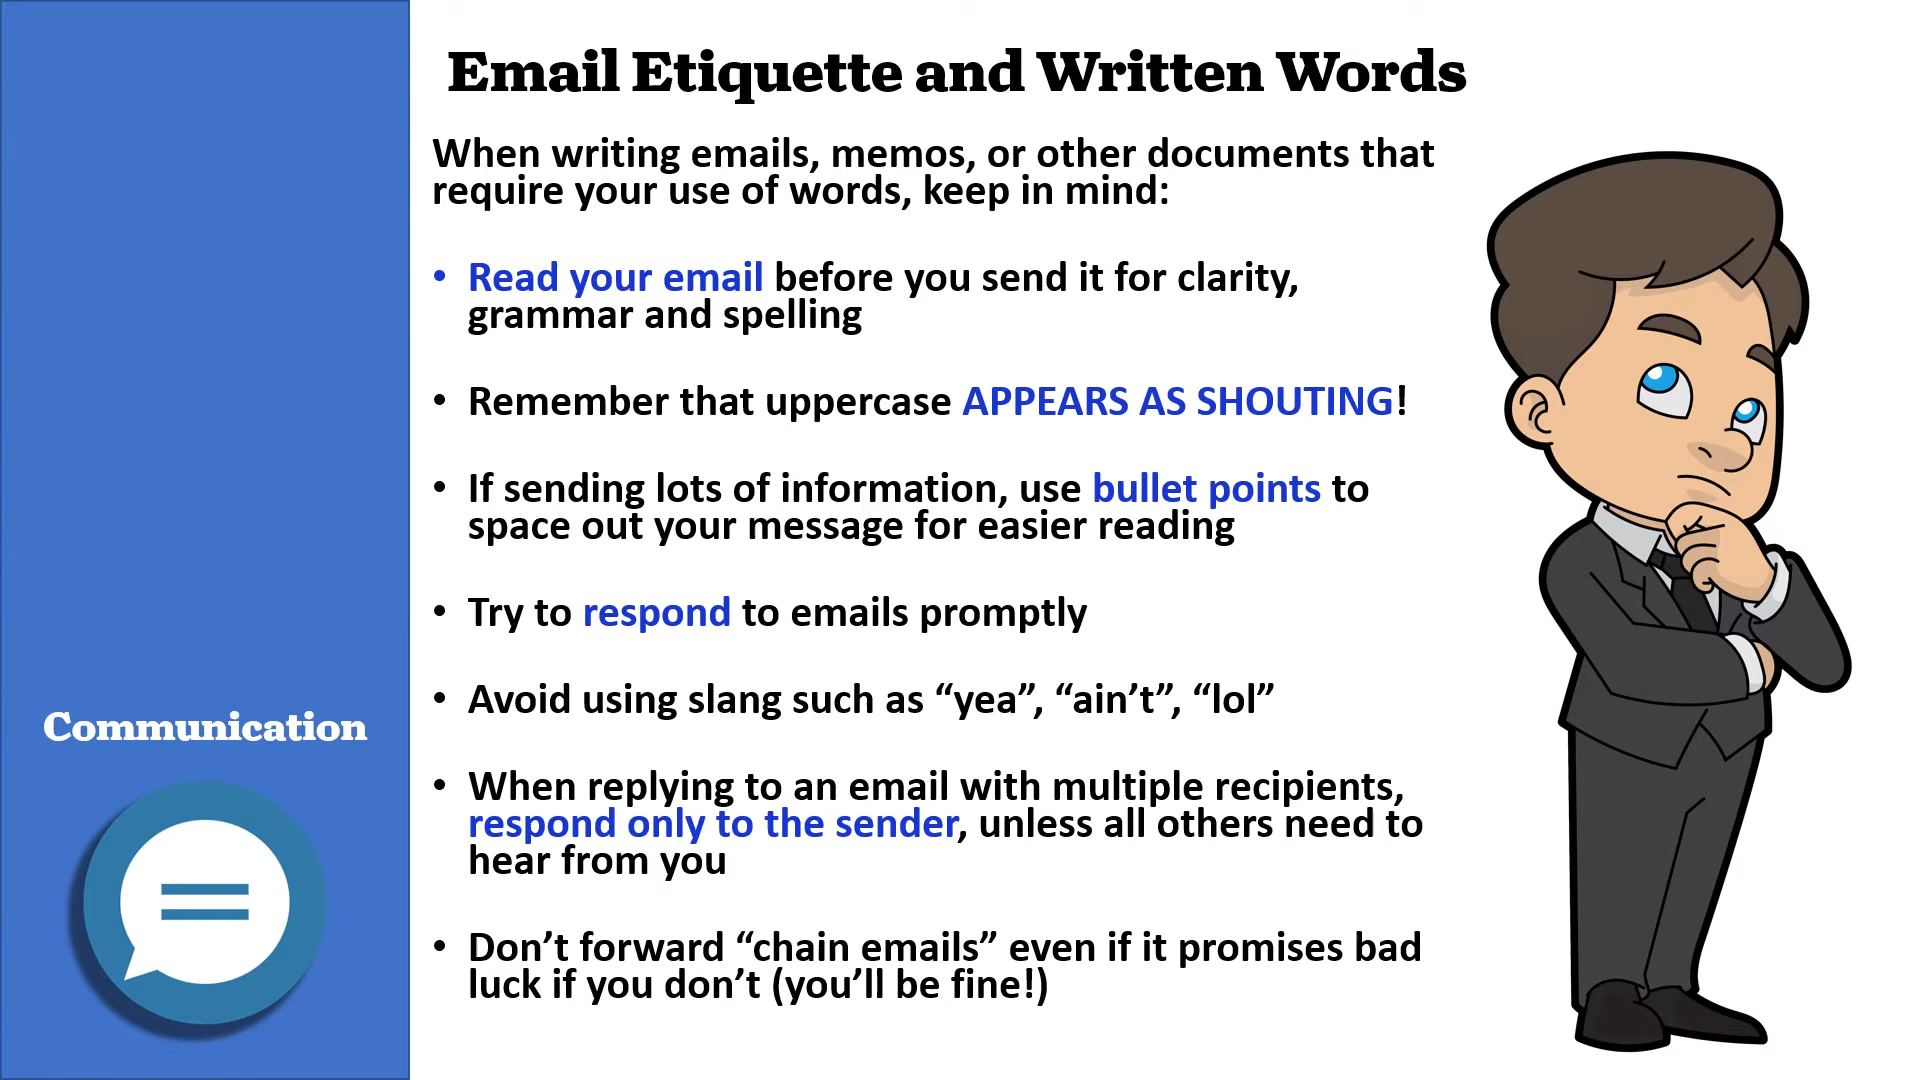 Email Etiquette and Written Words
When writing emails, memos, or other documents that
require your use of words, keep in mind:
• Read your email before you send it for clarity,
grammar and spelling
• Remember that uppercase APPEARS AS SHOUTING!
• If sending lots of information, use bullet points to
space out your message for easier reading
• Try to respond to emails promptly
• Avoid using slang such as “yea”, “ain’t”, “lol”
• When replying to an email with multiple recipients,
respond only to the sender, unless all others need to
hear from you
• Don’t forward “chain emails” even if it promises bad
luck if you don’t (you’ll be fine!)
Communication